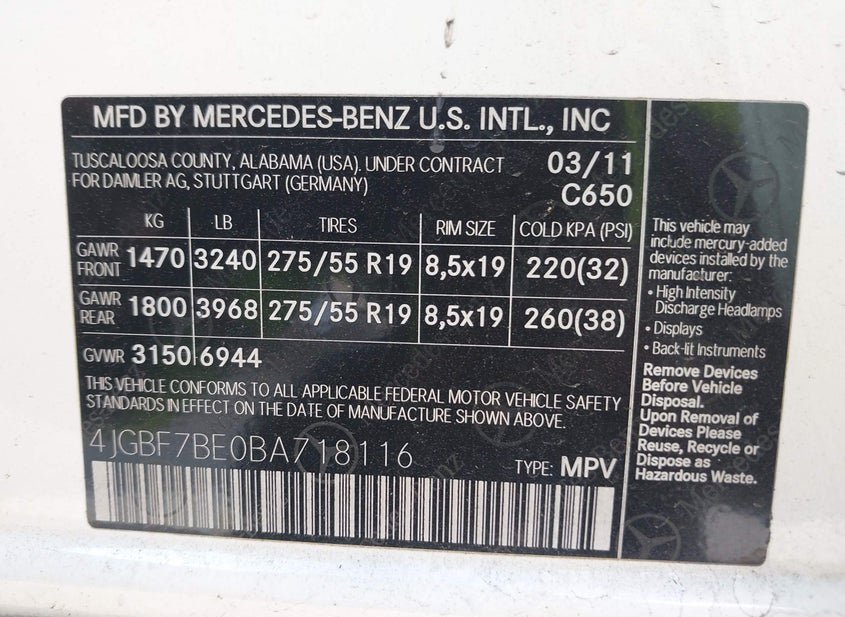 MFD BY MERCEDES-BENZ U.S. INTL., INC
TUSCALOOSA COUNTY, ALABAMA (USA). UNDER CONTRACT
FOR DAIMLER AG, STUTTGART (GERMANY)
03/11
C650
KG LB TIRES RIM SIZE COLD KPA (PSI)
GAWR FRONT 1470 3240 275/55 R19 8,5x19 220(32)
GAWR REAR 1800 3968 275/55 R19 8,5x19 260(38)
GVWR 3150 6944
THIS VEHICLE CONFORMS TO ALL APPLICABLE FEDERAL MOTOR VEHICLE SAFETY
STANDARDS IN EFFECT ON THE DATE OF MANUFACTURE SHOWN ABOVE.
4JGBF7BE0BA718116
TYPE: MPV
This vehicle may
include mercury-added
devices installed by the
manufacturer:
• High Intensity
Discharge Headlamps
• Displays
• Back-lit Instruments
Remove Devices
Before Vehicle
Disposal.
Upon Removal of
Devices Please
Reuse, Recycle or
Dispose as
Hazardous Waste.